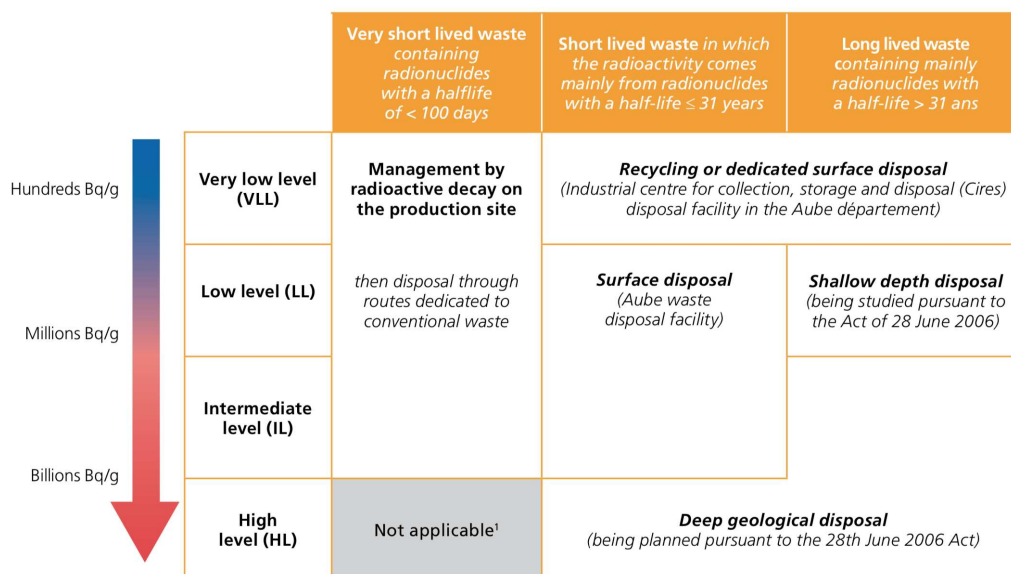 Very short lived waste
containing
radionuclides
with a halflife
of < 100 days
Short lived waste in which
the radioactivity comes
mainly from radionuclides
with a half-life ≤ 31 years
Long lived waste
containing mainly
radionuclides with
a half-life > 31 ans
Hundreds Bq/g
Millions Bq/g
Billions Bq/g
Very low level
(VLL)
Management by
radioactive decay on
the production site
Recycling or dedicated surface disposal
(Industrial centre for collection, storage and disposal (Cires)
disposal facility in the Aube département)
Low level (LL)
then disposal through
routes dedicated to
conventional waste
Surface disposal
(Aube waste
disposal facility)
Shallow depth disposal
(being studied pursuant to
the Act of 28 June 2006)
Intermediate
level (IL)
High
level (HL)
Not applicable¹
Deep geological disposal
(being planned pursuant to the 28th June 2006 Act)